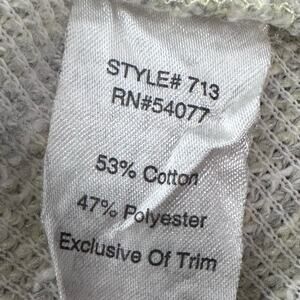 STYLE# 713
RN#54077
53% Cotton
47% Polyester
Exclusive Of Trim